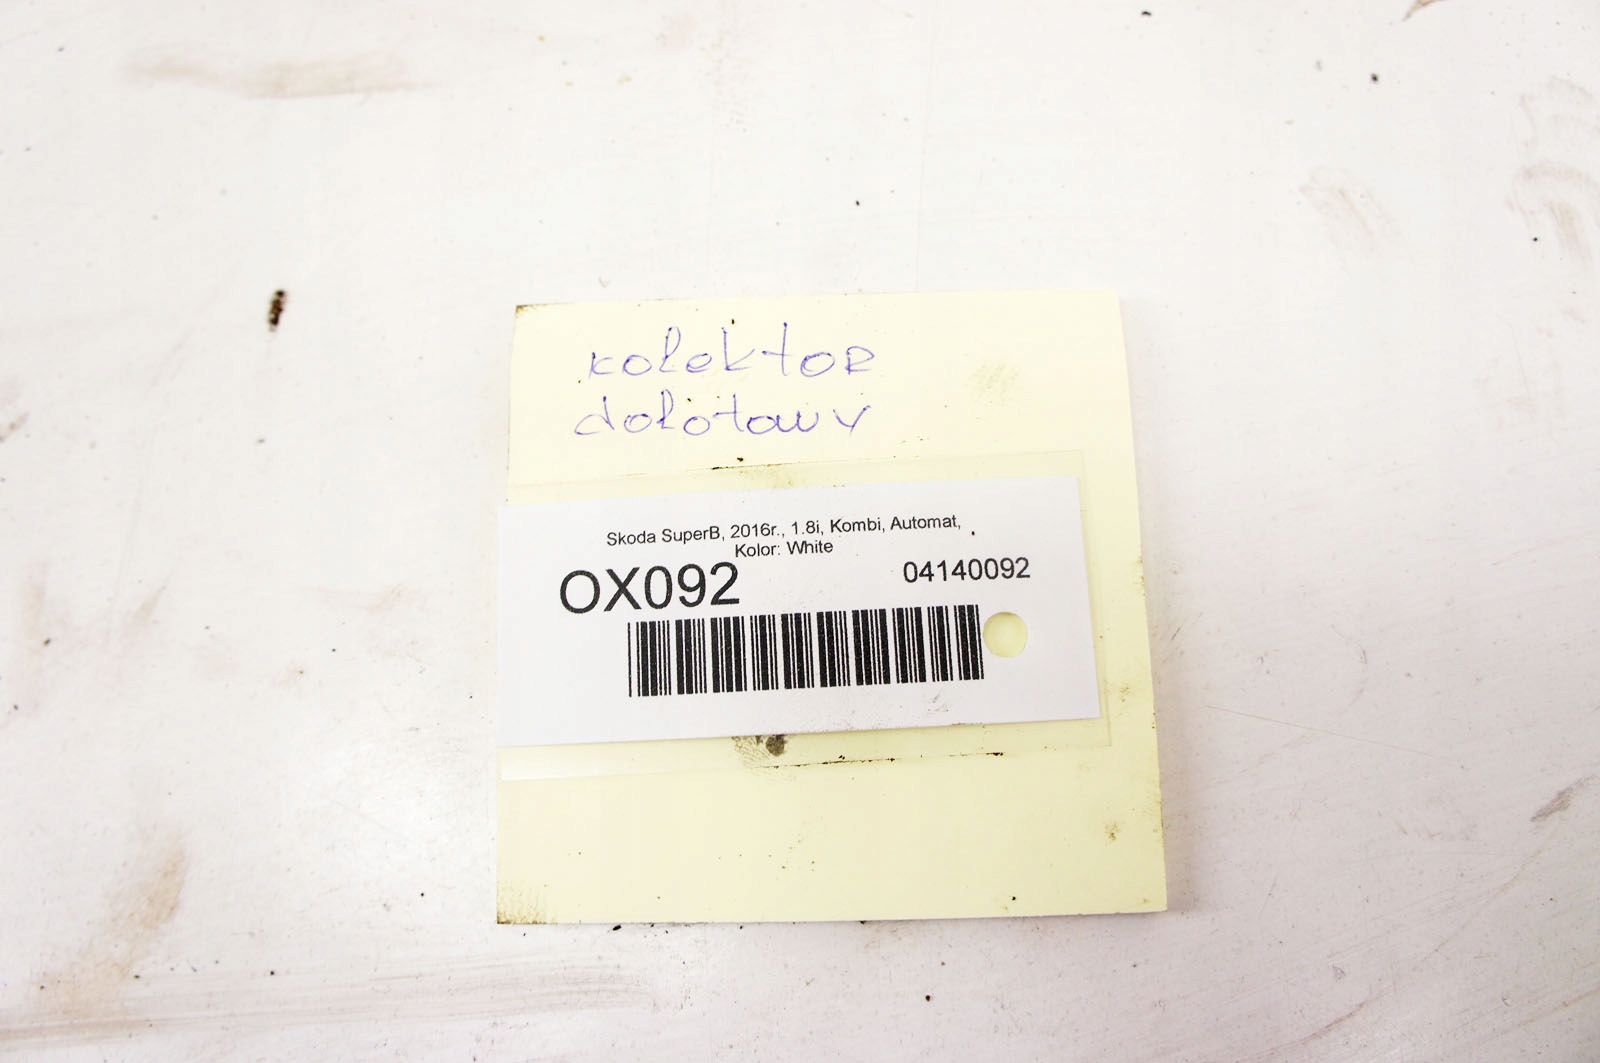 kolektor
dolotowy
Skoda SuperB, 2016r., 1.8i, Kombi, Automat,
Kolor: White
OX092
04140092